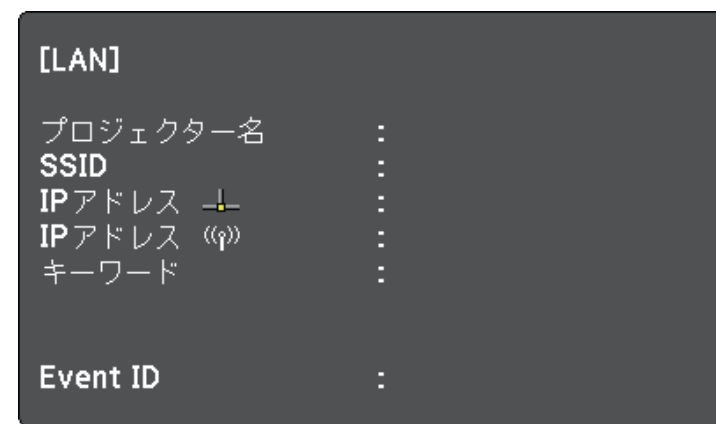 [LAN]
プロジェクター名 :
SSID :
IPアドレス :
IPアドレス :
キーワード :
Event ID :